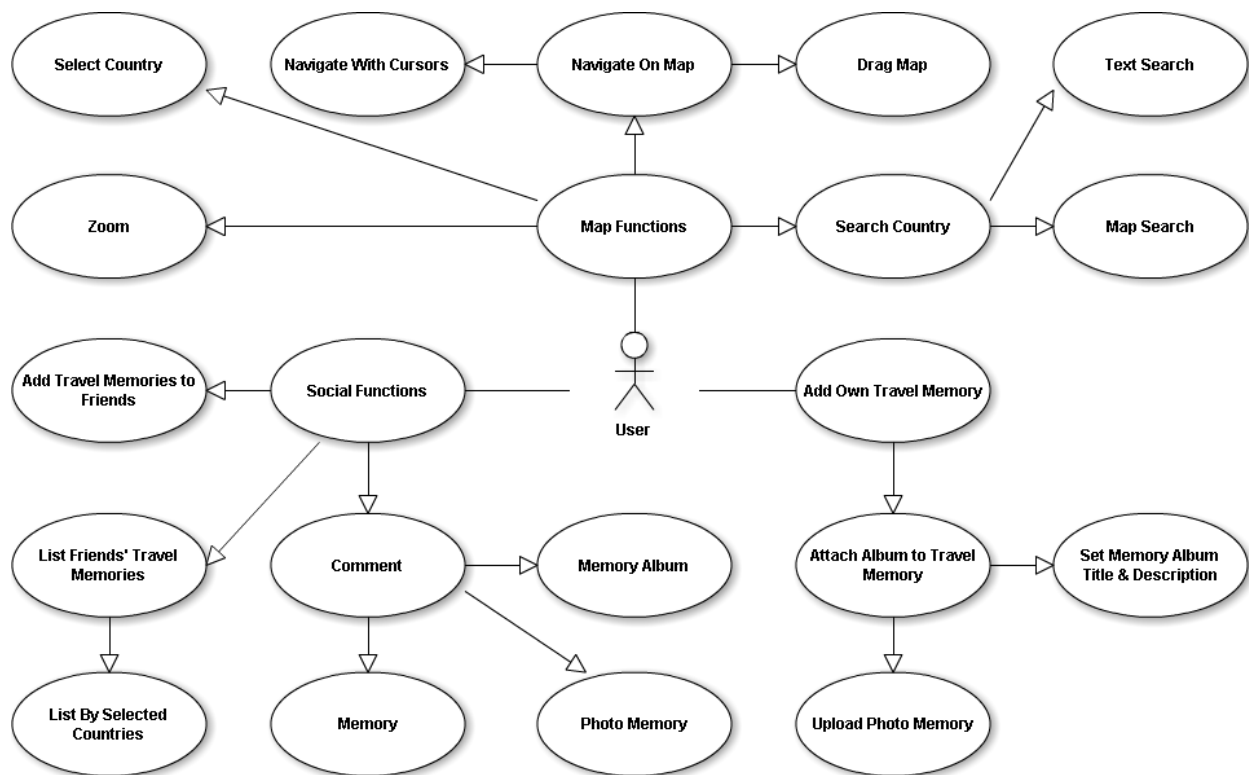 Select Country
Navigate With Cursors
Navigate On Map
Drag Map
Text Search
Zoom
Map Functions
Search Country
Map Search
Add Travel Memories to
Friends
Social Functions
User
Add Own Travel Memory
List Friends' Travel
Memories
Comment
Memory Album
Attach Album to Travel
Memory
Set Memory Album
Title & Description
List By Selected
Countries
Memory
Photo Memory
Upload Photo Memory